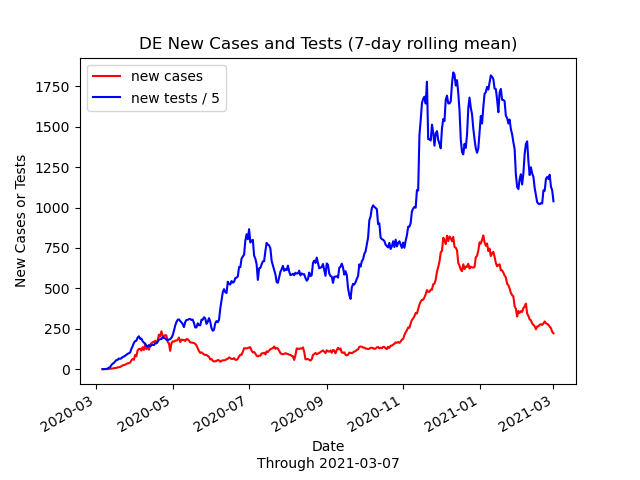 DE New Cases and Tests (7-day rolling mean)
new cases
new tests / 5
New Cases or Tests
1750
1500
1250
1000
750
500
250
0
2020-03
2020-05
2020-07
2020-09
2020-11
2021-01
2021-03
Date
Through 2021-03-07